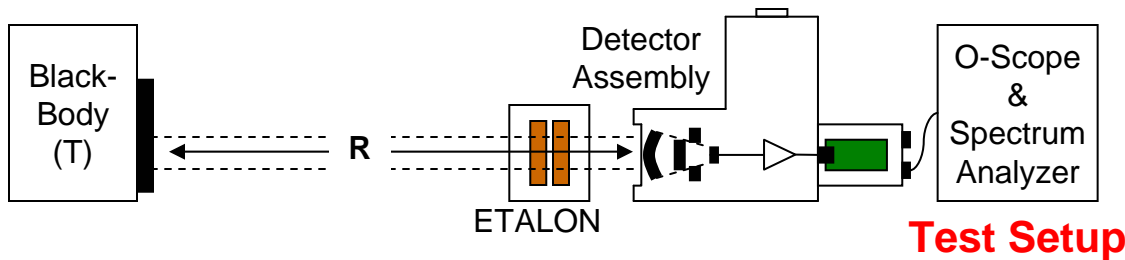 Black-
Body
(T)
R
ETALON
Detector
Assembly
O-Scope
&
Spectrum
Analyzer
Test Setup